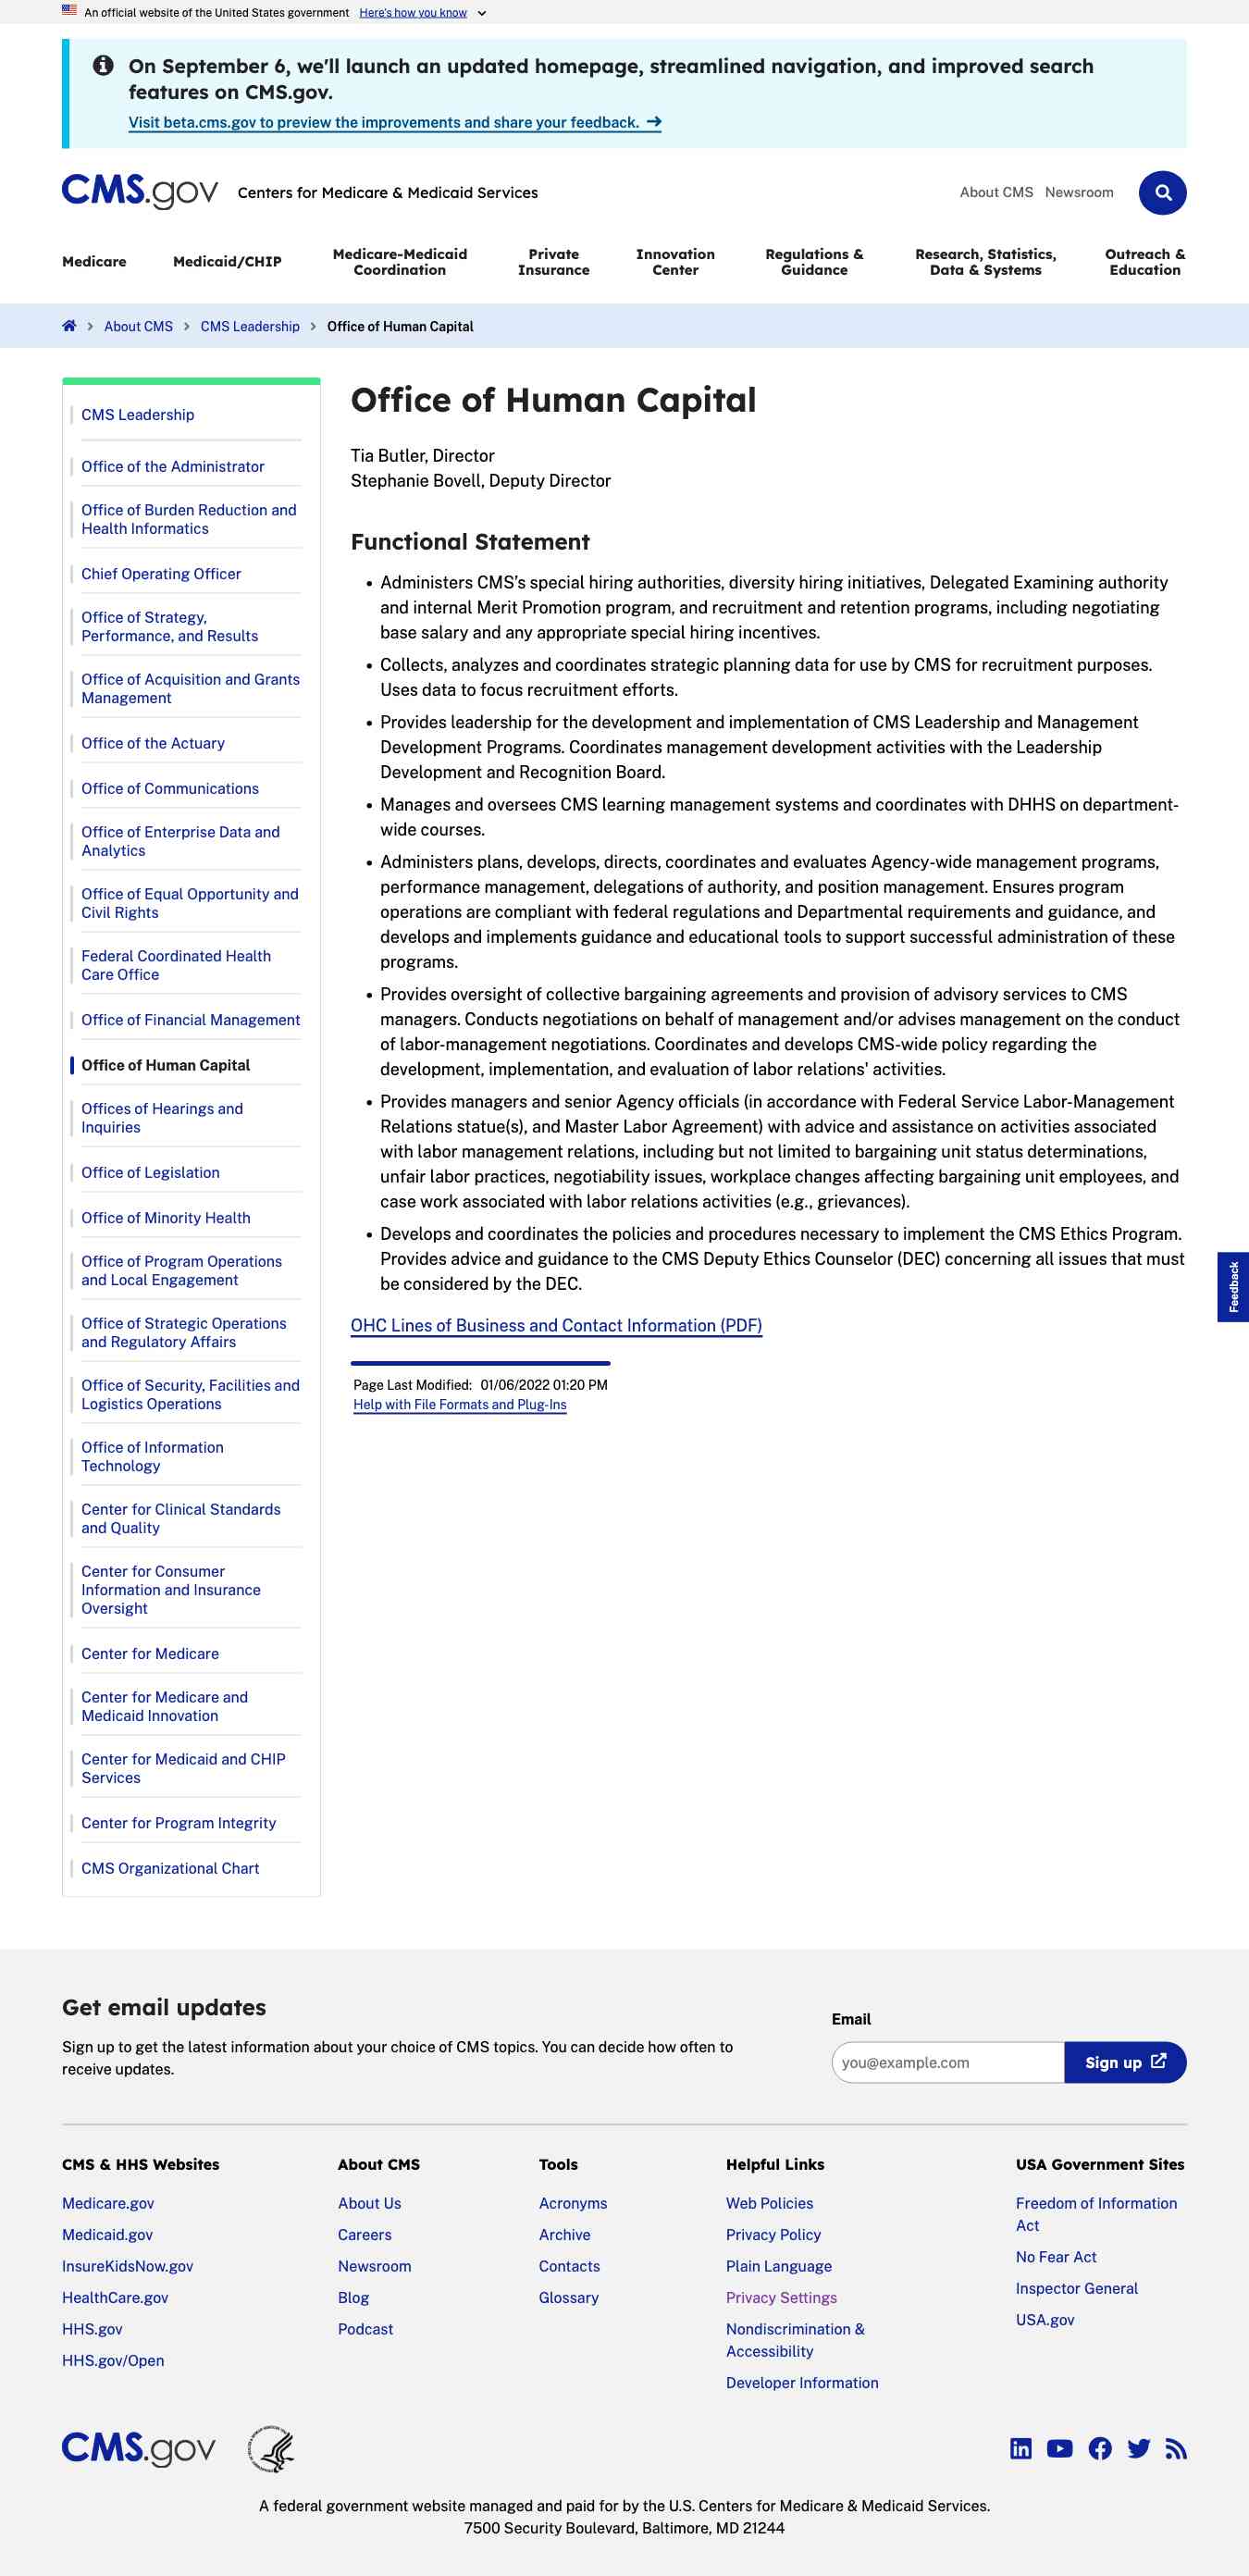 An official website of the United States government Here's how you know
On September 6, we'll launch an updated homepage, streamlined navigation, and improved search
features on CMS.gov.
Visit beta.cms.gov to preview the improvements and share your feedback.
CMS.gov Centers for Medicare & Medicaid Services About CMS Newsroom
Medicare
Medicaid/CHIP
Medicare-Medicaid
Coordination
Private
Insurance
Innovation
Center
Regulations &
Guidance
Research, Statistics,
Data & Systems
Outreach &
Education
About CMS CMS Leadership Office of Human Capital
CMS Leadership
Office of the Administrator
Office of Burden Reduction and
Health Informatics
Chief Operating Officer
Office of Strategy,
Performance, and Results
Office of Acquisition and Grants
Management
Office of the Actuary
Office of Communications
Office of Enterprise Data and
Analytics
Office of Equal Opportunity and
Civil Rights
Federal Coordinated Health
Care Office
Office of Financial Management
Office of Human Capital
Offices of Hearings and
Inquiries
Office of Legislation
Office of Minority Health
Office of Program Operations
and Local Engagement
Office of Strategic Operations
and Regulatory Affairs
Office of Security, Facilities and
Logistics Operations
Office of Information
Technology
Center for Clinical Standards
and Quality
Center for Consumer
Information and Insurance
Oversight
Center for Medicare
Center for Medicare and
Medicaid Innovation
Center for Medicaid and CHIP
Services
Center for Program Integrity
CMS Organizational Chart
Office of Human Capital
Tia Butler, Director
Stephanie Bovell, Deputy Director
Functional Statement
• Administers CMS's special hiring authorities, diversity hiring initiatives, Delegated Examining authority
and internal Merit Promotion program, and recruitment and retention programs, including negotiating
base salary and any appropriate special hiring incentives.
• Collects, analyzes and coordinates strategic planning data for use by CMS for recruitment purposes.
Uses data to focus recruitment efforts.
• Provides leadership for the development and implementation of CMS Leadership and Management
Development Programs. Coordinates management development activities with the Leadership
Development and Recognition Board.
• Manages and oversees CMS learning management systems and coordinates with DHHS on department-
wide courses.
• Administers plans, develops, directs, coordinates and evaluates Agency-wide management programs,
performance management, delegations of authority, and position management. Ensures program
operations are compliant with federal regulations and Departmental requirements and guidance, and
develops and implements guidance and educational tools to support successful administration of these
programs.
• Provides oversight of collective bargaining agreements and provision of advisory services to CMS
managers. Conducts negotiations on behalf of management and/or advises management on the conduct
of labor-management negotiations. Coordinates and develops CMS-wide policy regarding the
development, implementation, and evaluation of labor relations' activities.
• Provides managers and senior Agency officials (in accordance with Federal Service Labor-Management
Relations statue(s), and Master Labor Agreement) with advice and assistance on activities associated
with labor management relations, including but not limited to bargaining unit status determinations,
unfair labor practices, negotiability issues, workplace changes affecting bargaining unit employees, and
case work associated with labor relations activities (e.g., grievances).
• Develops and coordinates the policies and procedures necessary to implement the CMS Ethics Program.
Provides advice and guidance to the CMS Deputy Ethics Counselor (DEC) concerning all issues that must
be considered by the DEC.
OHC Lines of Business and Contact Information (PDF)
Page Last Modified: 01/06/2022 01:20 PM
Help with File Formats and Plug-Ins
Feedback
Get email updates
Sign up to get the latest information about your choice of CMS topics. You can decide how often to
receive updates.
Email
you@example.com Sign up
CMS & HHS Websites
Medicare.gov
Medicaid.gov
InsureKidsNow.gov
HealthCare.gov
HHS.gov
HHS.gov/Open
About CMS
About Us
Careers
Newsroom
Blog
Podcast
Tools
Acronyms
Archive
Contacts
Glossary
Helpful Links
Web Policies
Privacy Policy
Plain Language
Privacy Settings
Nondiscrimination &
Accessibility
Developer Information
USA Government Sites
Freedom of Information
Act
No Fear Act
Inspector General
USA.gov
CMS.gov
A federal government website managed and paid for by the U.S. Centers for Medicare & Medicaid Services.
7500 Security Boulevard, Baltimore, MD 21244